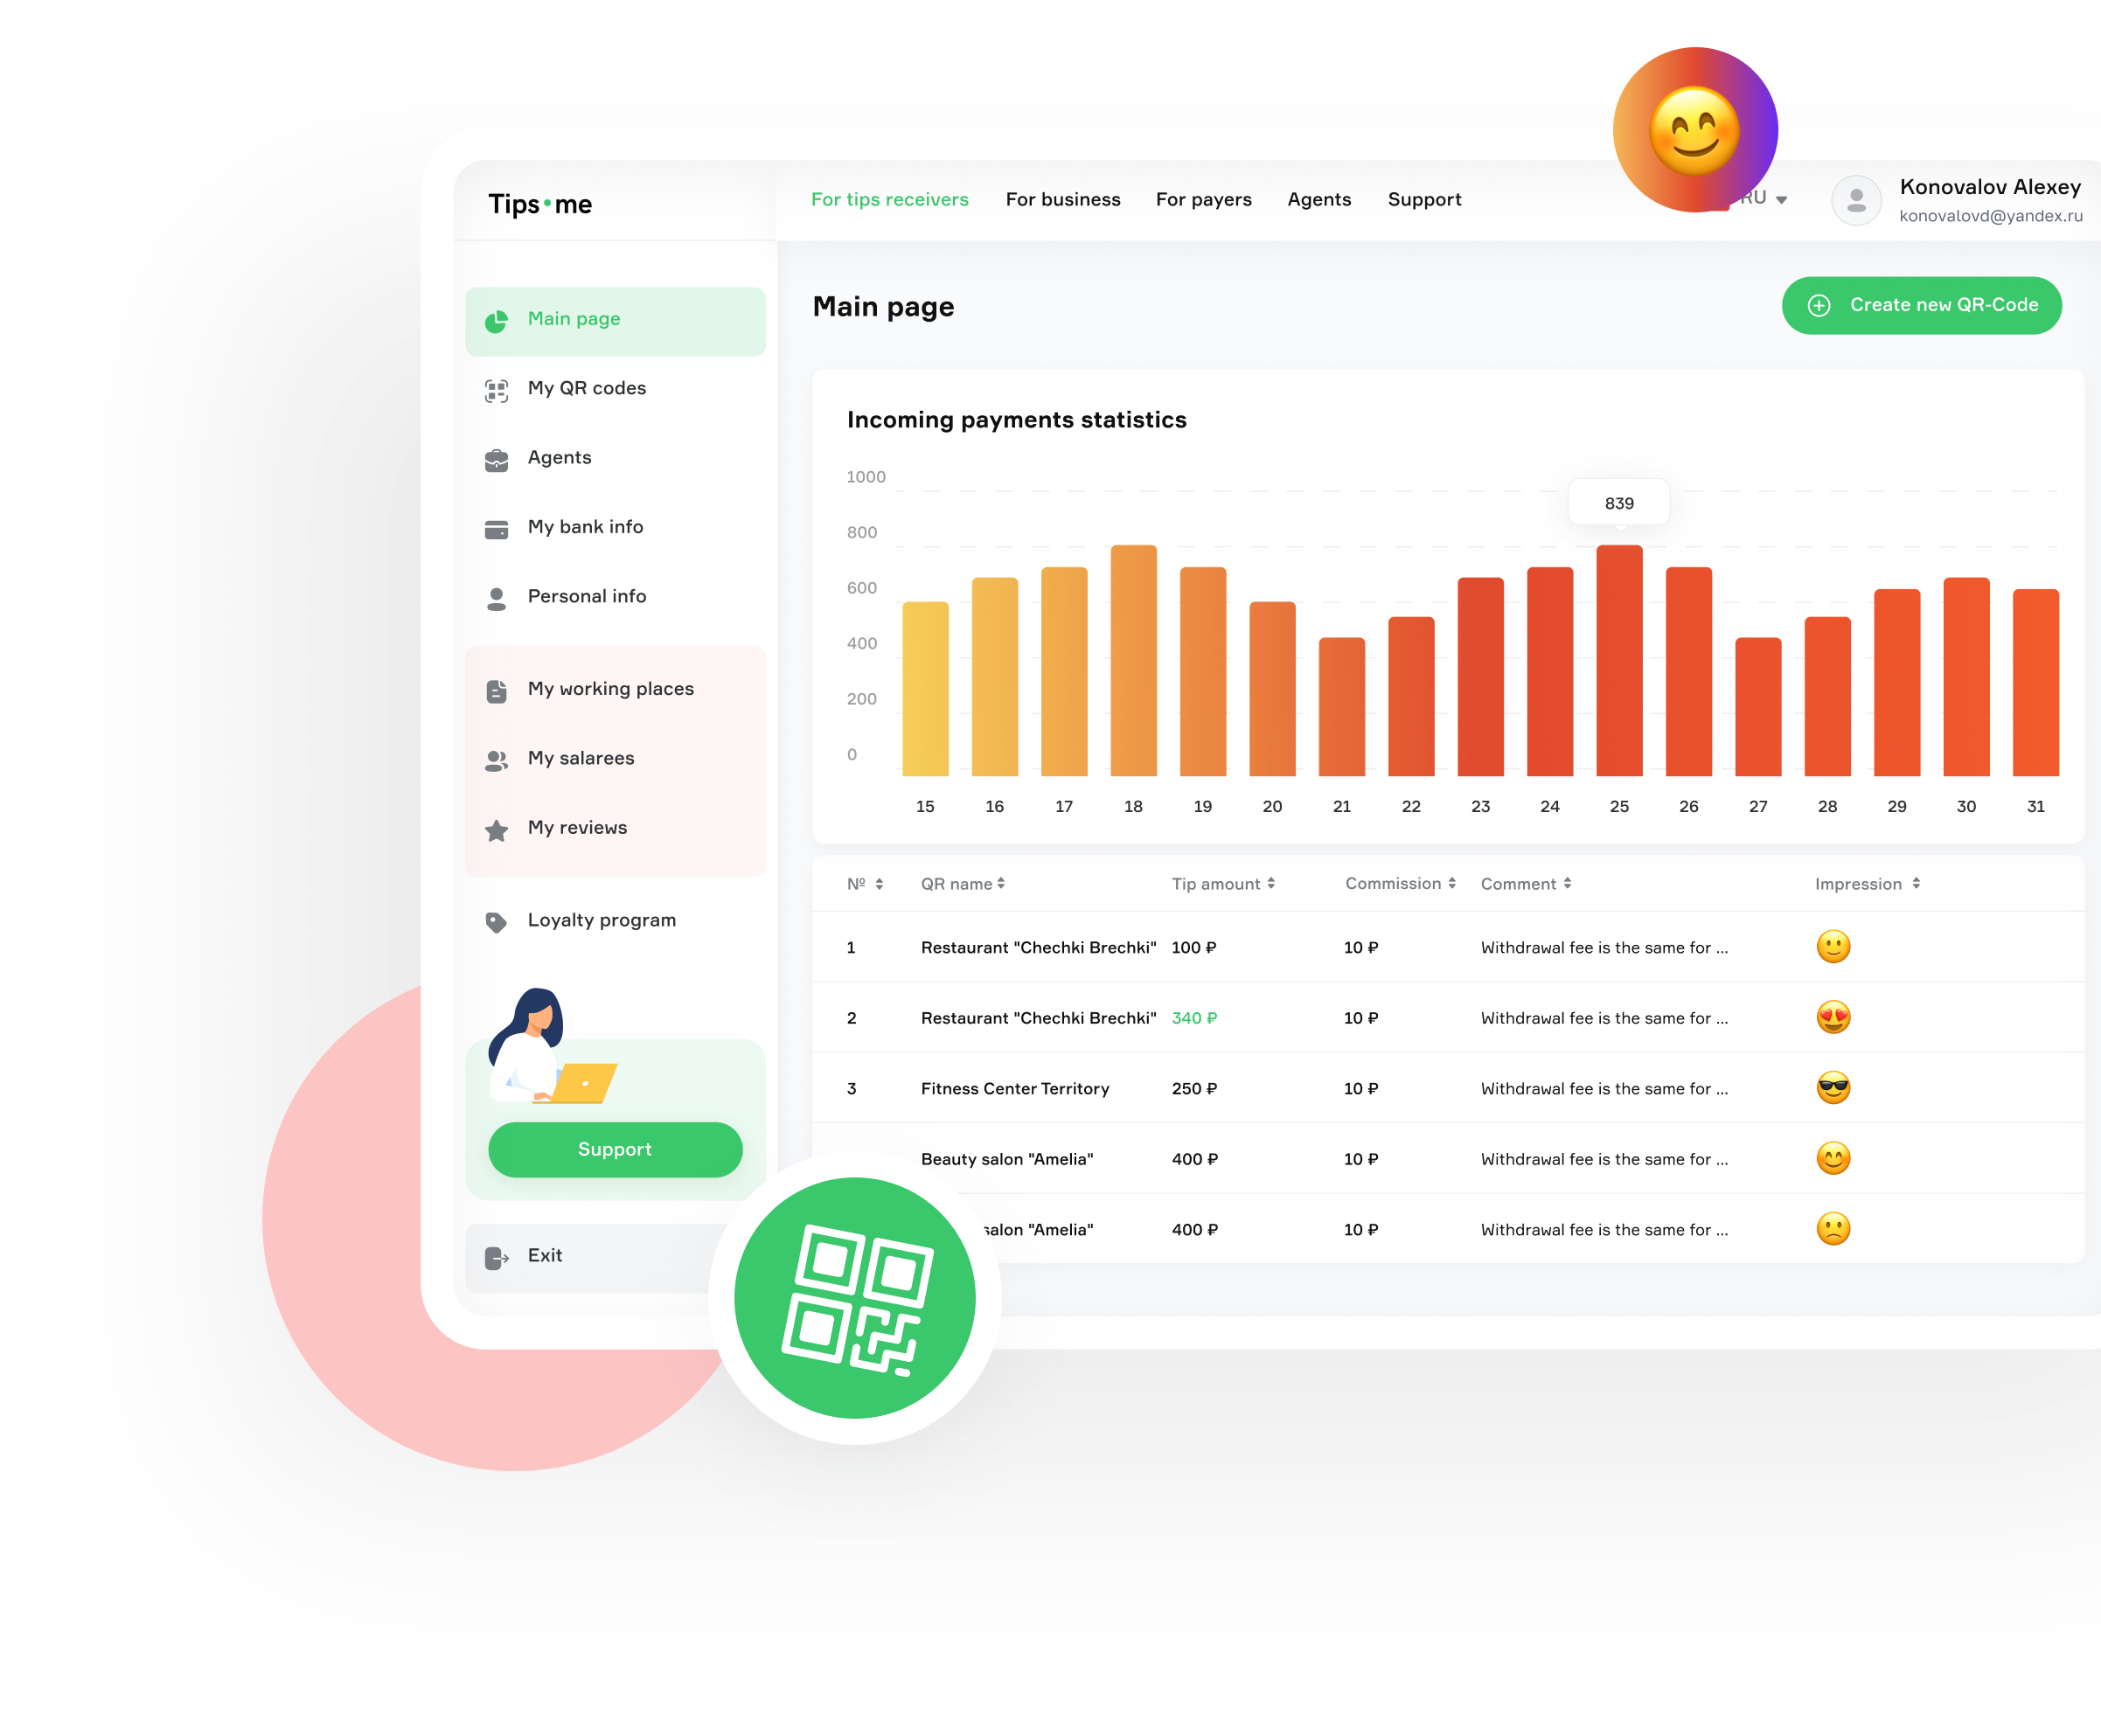 Tips•me
For tips receivers
For business
For payers
Agents
Support
RU
Konovalov Alexey
konovalovd@yandex.ru
Main page
My QR codes
Agents
My bank info
Personal info
My working places
My salarees
My reviews
Loyalty program
Support
Exit
Main page
Create new QR-Code
Incoming payments statistics
1000
800
600
400
200
0
839
15 16 17 18 19 20 21 22 23 24 25 26 27 28 29 30 31
№ QR name Tip amount Commission Comment Impression
1 Restaurant "Chechki Brechki" 100 ₽ 10 ₽ Withdrawal fee is the same for ...
2 Restaurant "Chechki Brechki" 340 ₽ 10 ₽ Withdrawal fee is the same for ...
3 Fitness Center Territory 250 ₽ 10 ₽ Withdrawal fee is the same for ...
Beauty salon "Amelia" 400 ₽ 10 ₽ Withdrawal fee is the same for ...
salon "Amelia" 400 ₽ 10 ₽ Withdrawal fee is the same for ...